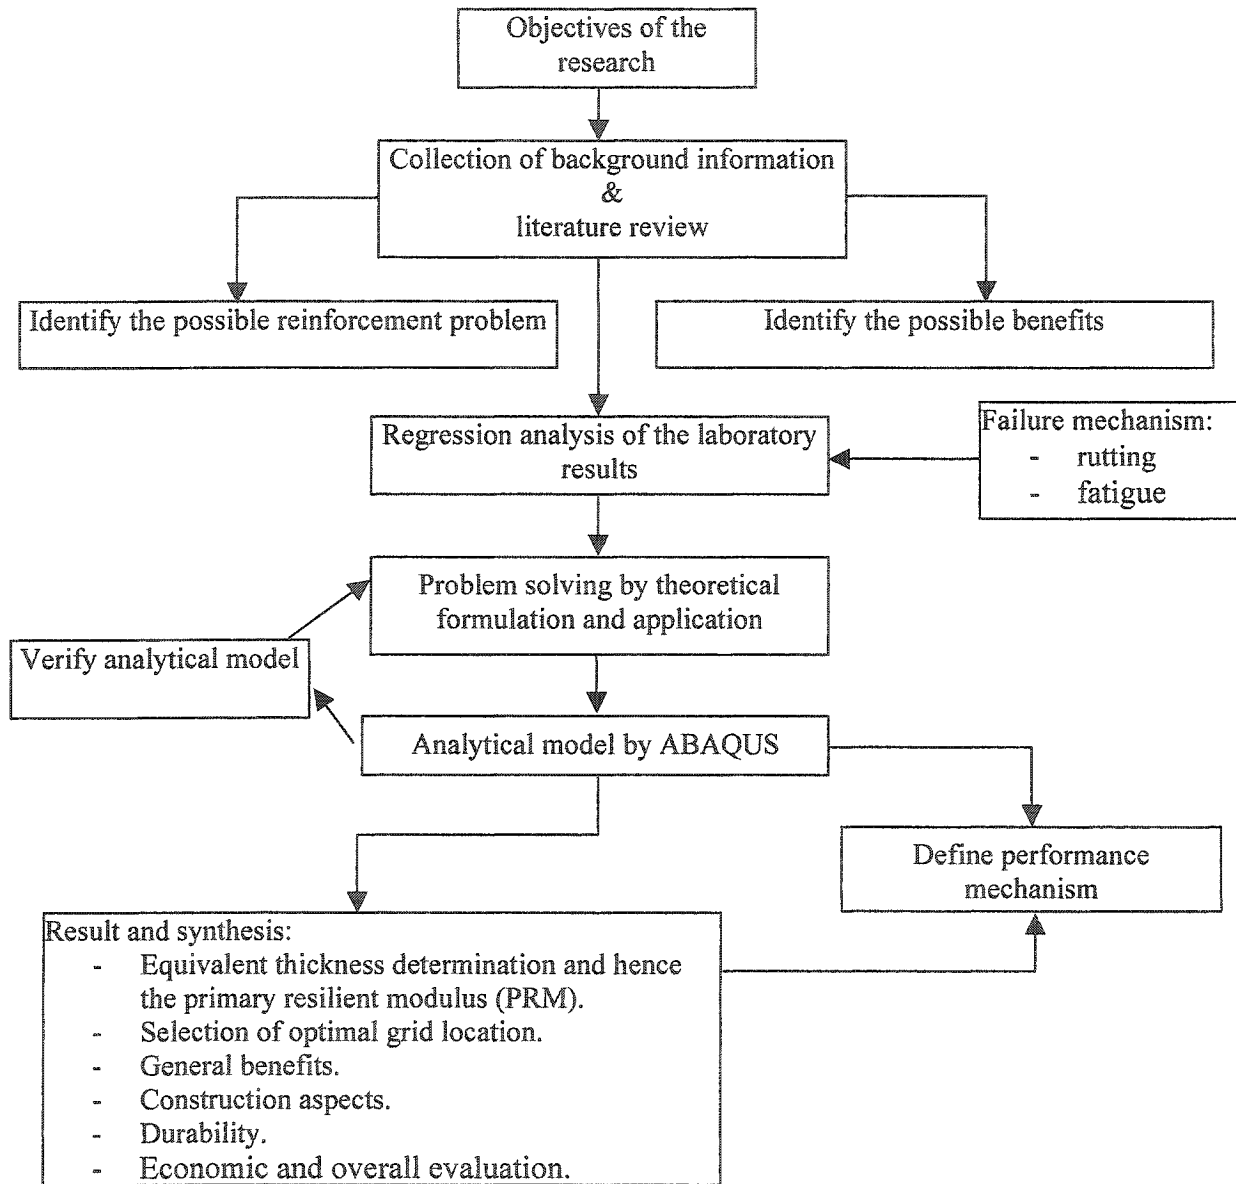 Objectives of the
research
Collection of background information
&
literature review
Identify the possible reinforcement problem
Identify the possible benefits
Regression analysis of the laboratory
results
Failure mechanism:
- rutting
- fatigue
Problem solving by theoretical
formulation and application
Verify analytical model
Analytical model by ABAQUS
Define performance
mechanism
Result and synthesis:
- Equivalent thickness determination and hence
the primary resilient modulus (PRM).
- Selection of optimal grid location.
- General benefits.
- Construction aspects.
- Durability.
- Economic and overall evaluation.